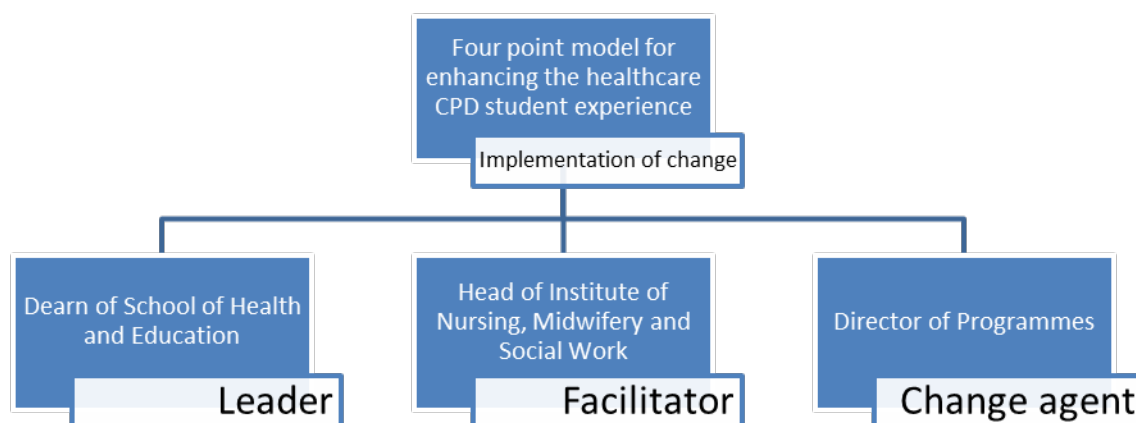 Four point model for
enhancing the healthcare
CPD student experience
Implementation of change
Dearn of School of Health
and Education
Leader
Head of Institute of
Nursing, Midwifery and
Social Work
Facilitator
Director of Programmes
Change agent